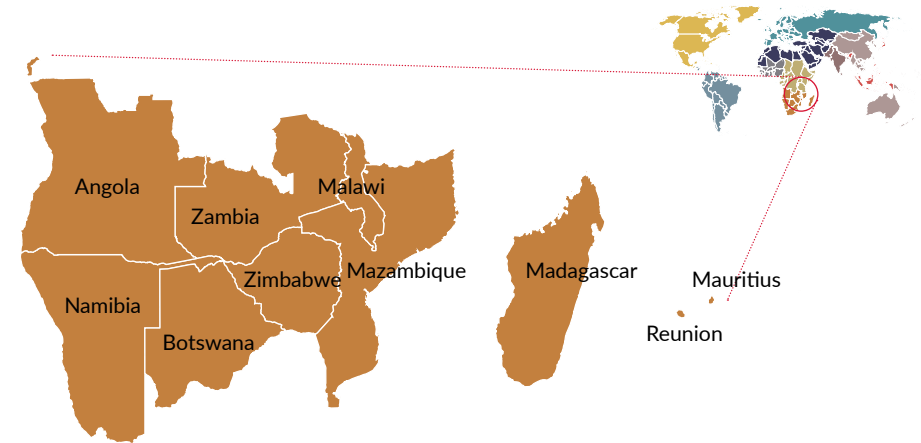 Angola
Malawi
Zambia
Mazambique
Zimbabwe
Madagascar
Mauritius
Namibia
Reunion
Botswana